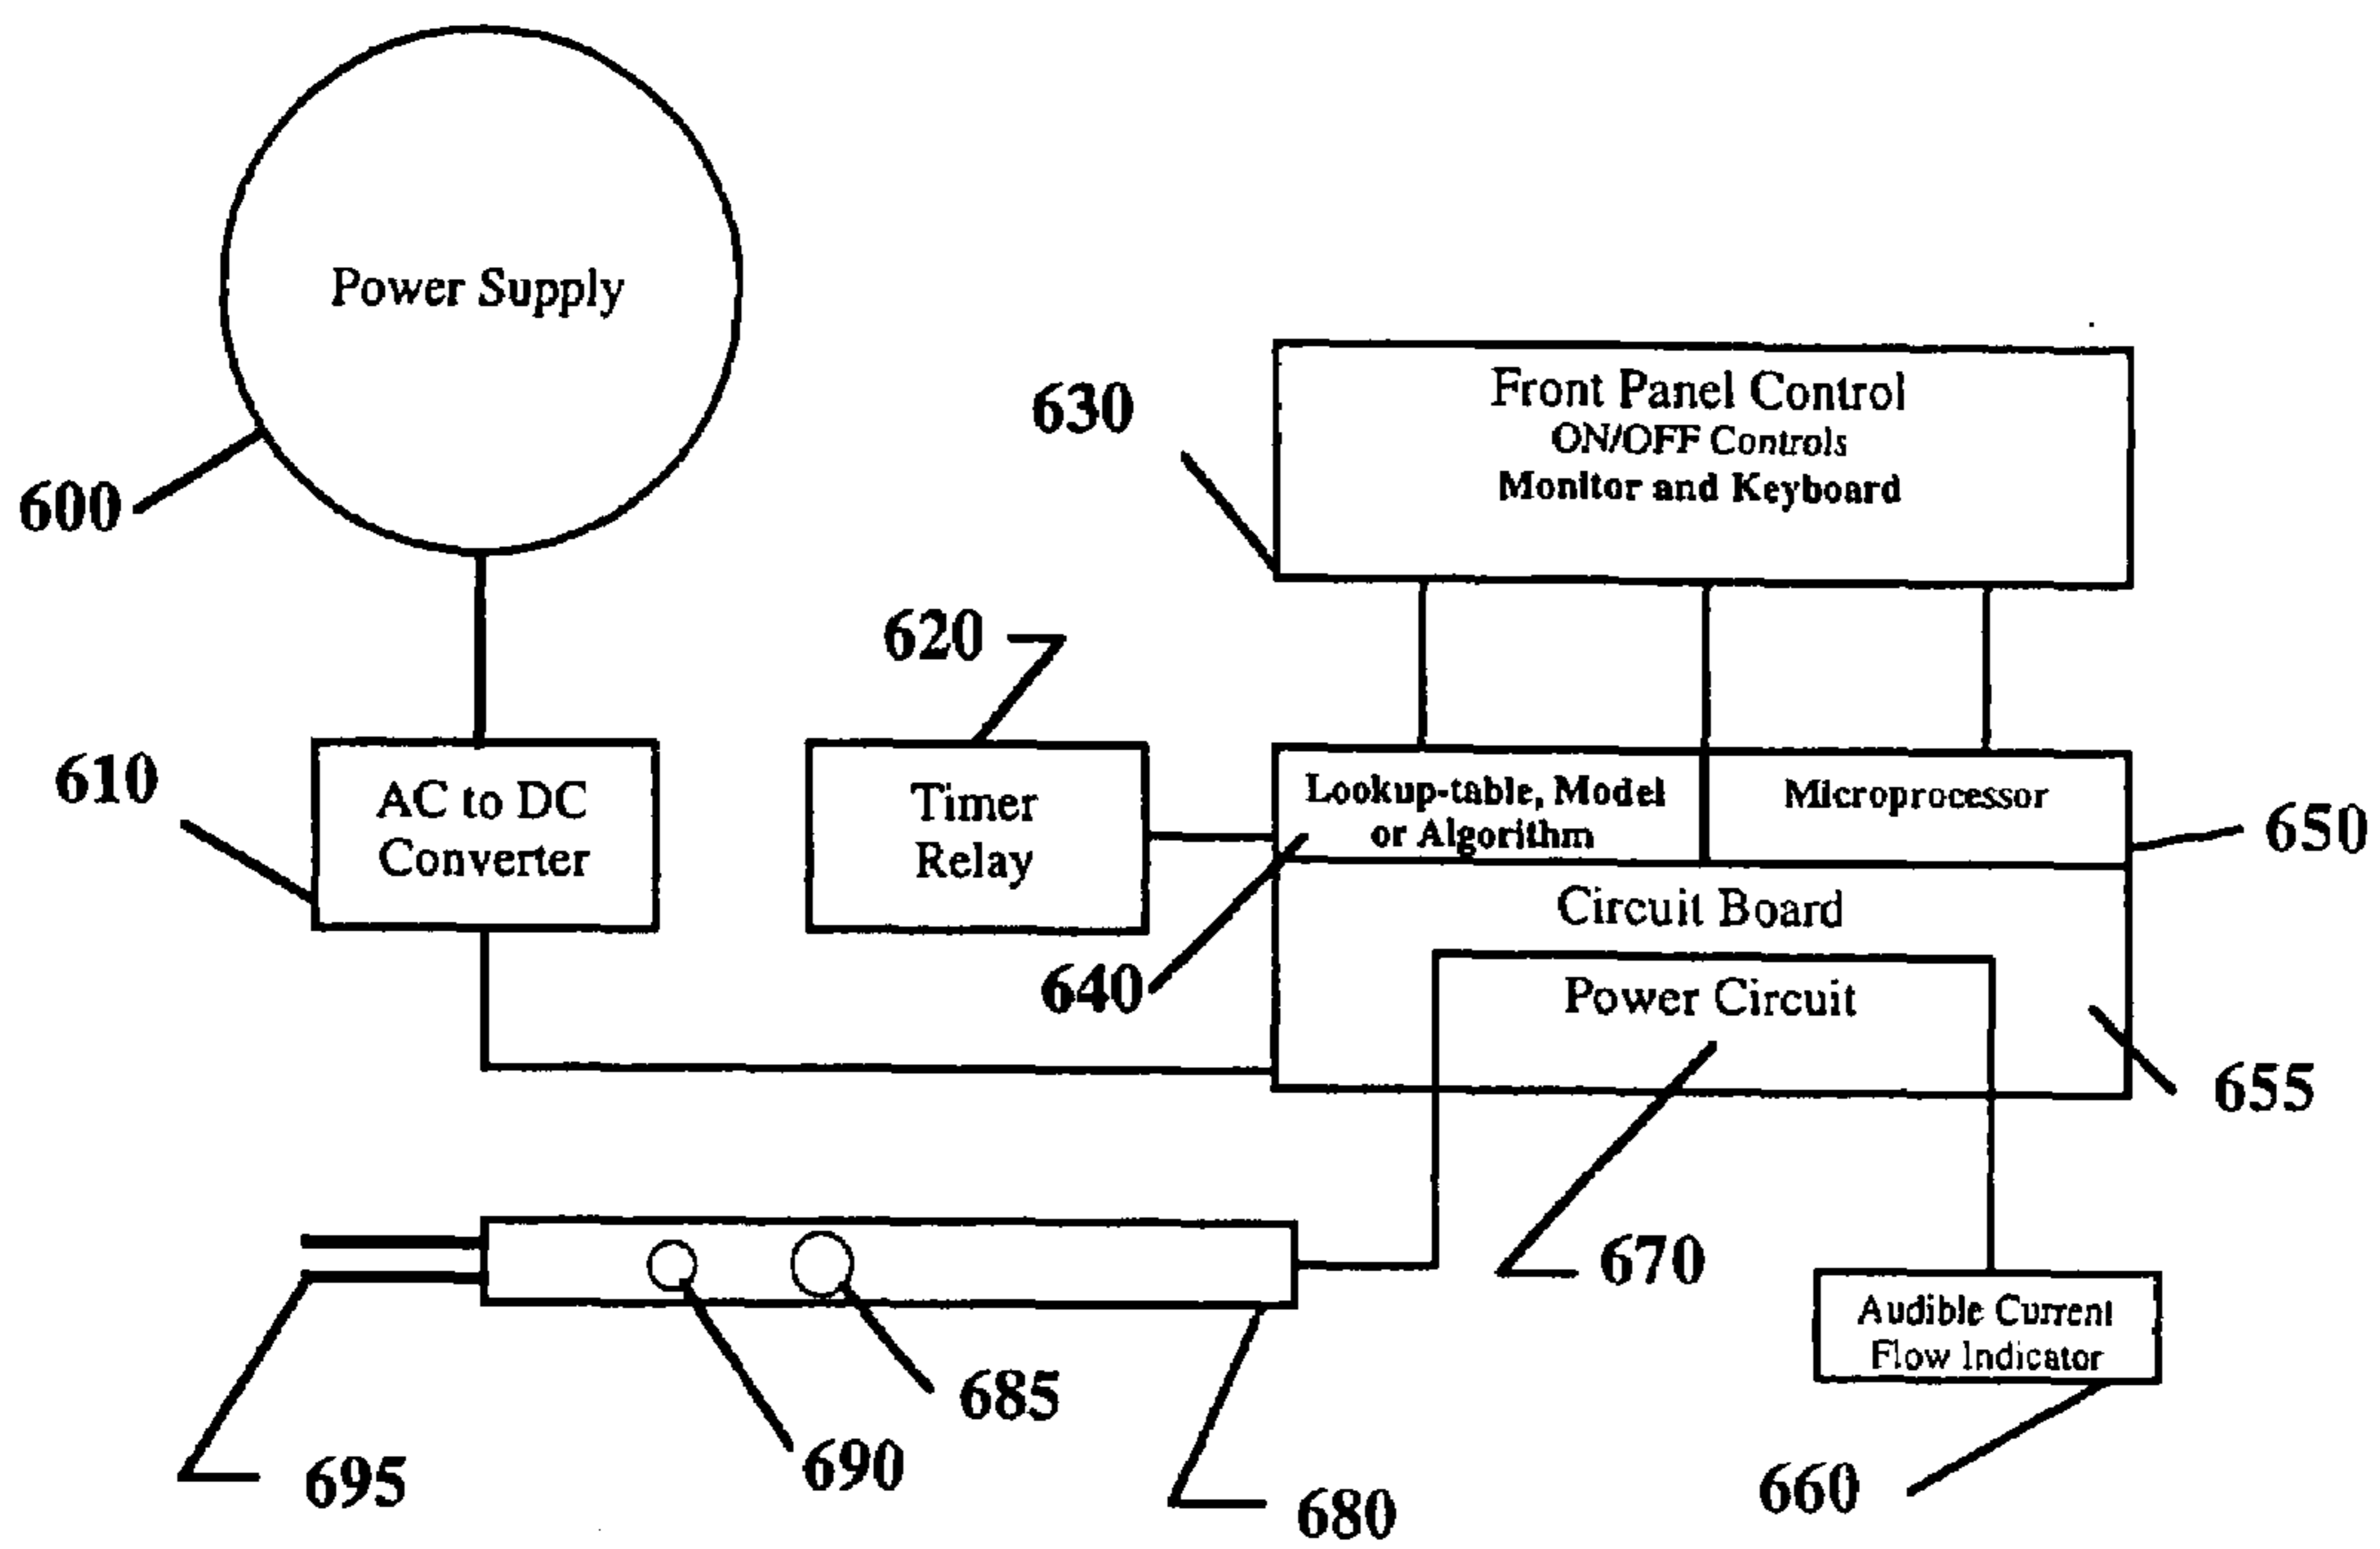 Power Supply
600
630
Front Panel Control
ON/OFF Controls
Monitor and Keyboard
620
610
AC to DC
Converter
Timer
Relay
Lookup-table, Model
or Algorithm
Microprocessor
650
Circuit Board
640
Power Circuit
655
670
Audible Current
Flow Indicator
685
690
695
680
660